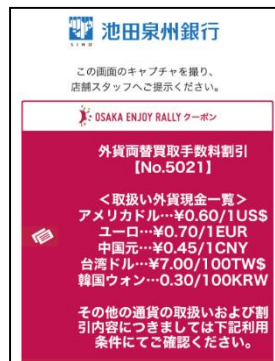 SIHD 池田泉州銀行
この画面のキャプチャを撮り、
店舗スタッフへご提示ください。
OSAKA ENJOY RALLY クーポン
外貨両替買取手数料割引
【No.5021】
＜取扱い外貨現金一覧＞
アメリカドル…¥0.60/1US$
ユーロ…¥0.70/1EUR
中国元…¥0.45/1CNY
台湾ドル…¥7.00/100TW$
韓国ウォン…0.30/100KRW
その他の通貨の取扱いおよび割
引内容につきましては下記利用
条件にてご確認ください。